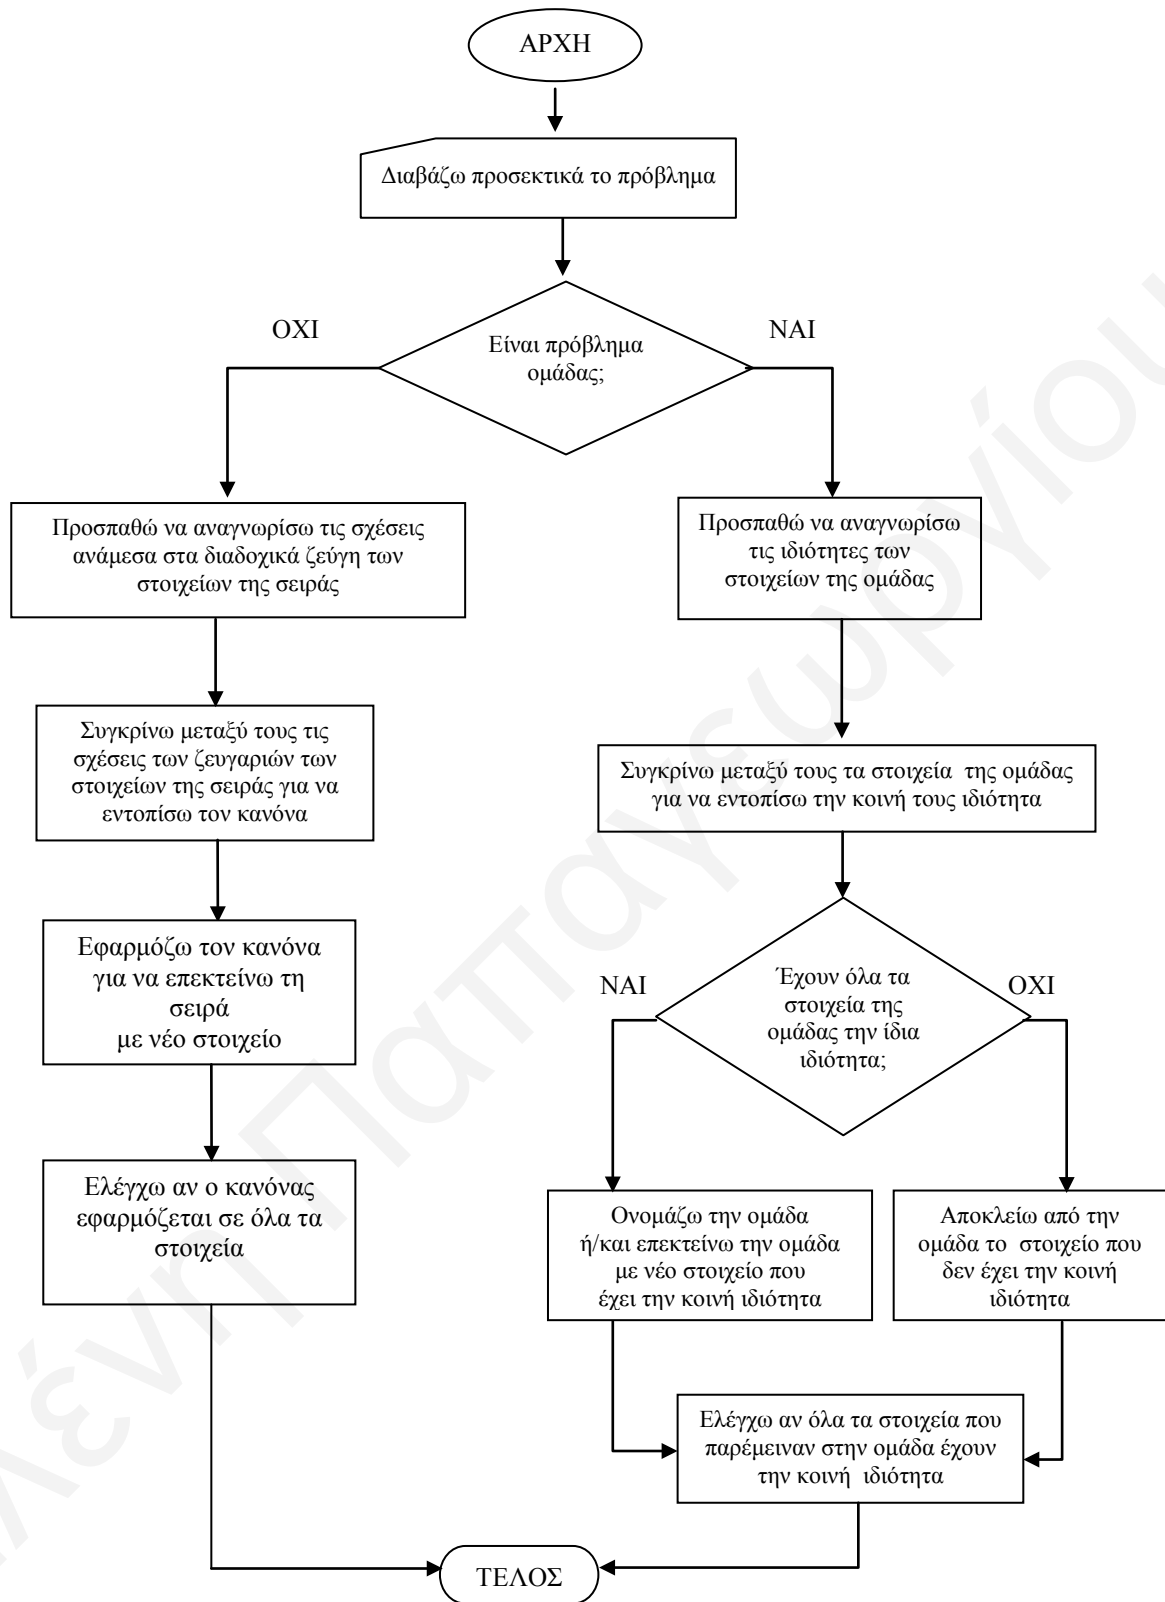 ΑΡΧΗ
Διαβάζω προσεκτικά το πρόβλημα
ΟΧΙ
ΝΑΙ
Είναι πρόβλημα
ομάδας;
Προσπαθώ να αναγνωρίσω τις σχέσεις
ανάμεσα στα διαδοχικά ζεύγη των
στοιχείων της σειράς
Προσπαθώ να αναγνωρίσω
τις ιδιότητες των
στοιχείων της ομάδας
Συγκρίνω μεταξύ τους τις
σχέσεις των ζευγαριών των
στοιχείων της σειράς για να
εντοπίσω τον κανόνα
Συγκρίνω μεταξύ τους τα στοιχεία της ομάδας
για να εντοπίσω την κοινή τους ιδιότητα
Εφαρμόζω τον κανόνα
για να επεκτείνω τη
σειρά
με νέο στοιχείο
ΝΑΙ
ΟΧΙ
Έχουν όλα τα
στοιχεία της
ομάδας την ίδια
ιδιότητα;
Ελέγχω αν ο κανόνας
εφαρμόζεται σε όλα τα
στοιχεία
Ονομάζω την ομάδα
ή/και επεκτείνω την ομάδα
με νέο στοιχείο που
έχει την κοινή ιδιότητα
Αποκλείω από την
ομάδα το στοιχείο που
δεν έχει την κοινή
ιδιότητα
Ελέγχω αν όλα τα στοιχεία που
παρέμειναν στην ομάδα έχουν
την κοινή ιδιότητα
ΤΕΛΟΣ
λένη Παπαγεωργίου